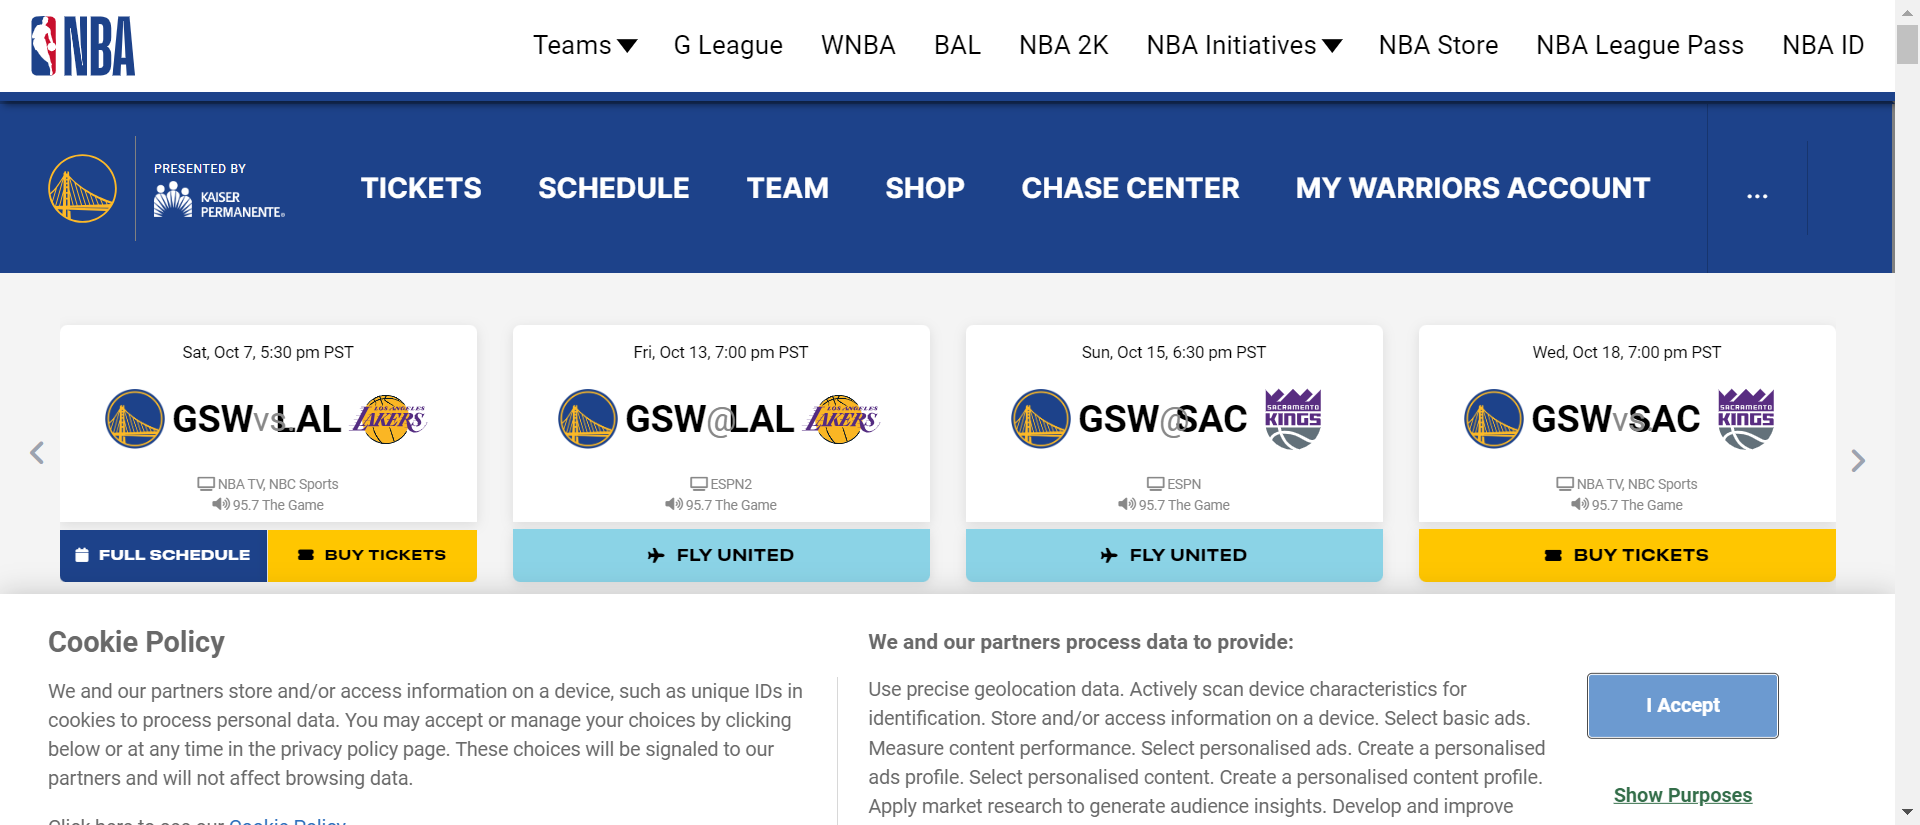 NBA
Teams
G League
WNBA
BAL
NBA 2K
NBA Initiatives
NBA Store
NBA League Pass
NBA ID
PRESENTED BY
KAISER
PERMANENTE®
TICKETS
SCHEDULE
TEAM
SHOP
CHASE CENTER
MY WARRIORS ACCOUNT
...
Sat, Oct 7, 5:30 pm PST
GSW vs LAL
LOS ANGELES
LAKERS
NBA TV, NBC Sports
95.7 The Game
FULL SCHEDULE
BUY TICKETS
Fri, Oct 13, 7:00 pm PST
GSW @ LAL
LOS ANGELES
LAKERS
ESPN2
95.7 The Game
FLY UNITED
Sun, Oct 15, 6:30 pm PST
GSW @ SAC
SACRAMENTO
KINGS
ESPN
95.7 The Game
FLY UNITED
Wed, Oct 18, 7:00 pm PST
GSW vs SAC
SACRAMENTO
KINGS
NBA TV, NBC Sports
95.7 The Game
BUY TICKETS
Cookie Policy
We and our partners store and/or access information on a device, such as unique IDs in
cookies to process personal data. You may accept or manage your choices by clicking
below or at any time in the privacy policy page. These choices will be signaled to our
partners and will not affect browsing data.
Click here to see our Cookie Policy
We and our partners process data to provide:
Use precise geolocation data. Actively scan device characteristics for
identification. Store and/or access information on a device. Select basic ads.
Measure content performance. Select personalised ads. Create a personalised
ads profile. Select personalised content. Create a personalised content profile.
Apply market research to generate audience insights. Develop and improve
I Accept
Show Purposes